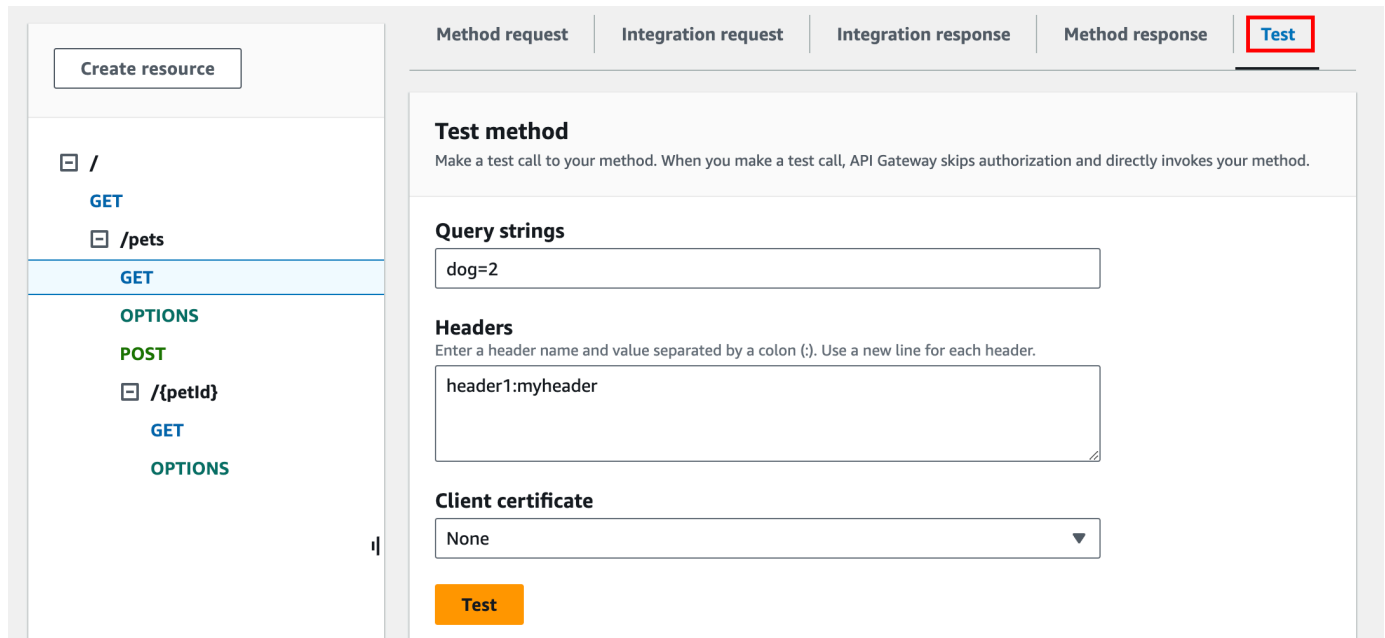 Create resource
/
GET
/pets
GET
OPTIONS
POST
/{petId}
GET
OPTIONS
Method request
Integration request
Integration response
Method response
Test
Test method
Make a test call to your method. When you make a test call, API Gateway skips authorization and directly invokes your method.
Query strings
dog=2
Headers
Enter a header name and value separated by a colon (:). Use a new line for each header.
header1:myheader
Client certificate
None
Test